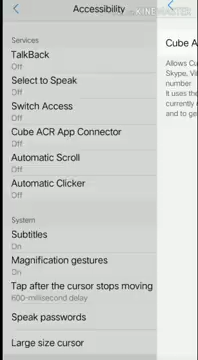 Accessibility
Services
TalkBack
Off
Select to Speak
Off
Switch Access
Off
Cube ACR App Connector
Off
Automatic Scroll
Off
Automatic Clicker
Off
System
Subtitles
On
Magnification gestures
On
Tap after the cursor stops moving
600-millisecond delay
Speak passwords
Large size cursor
KINEMASTER
Cube A
Allows Cu
Skype, Vi
number
It uses the
currently
and to ge